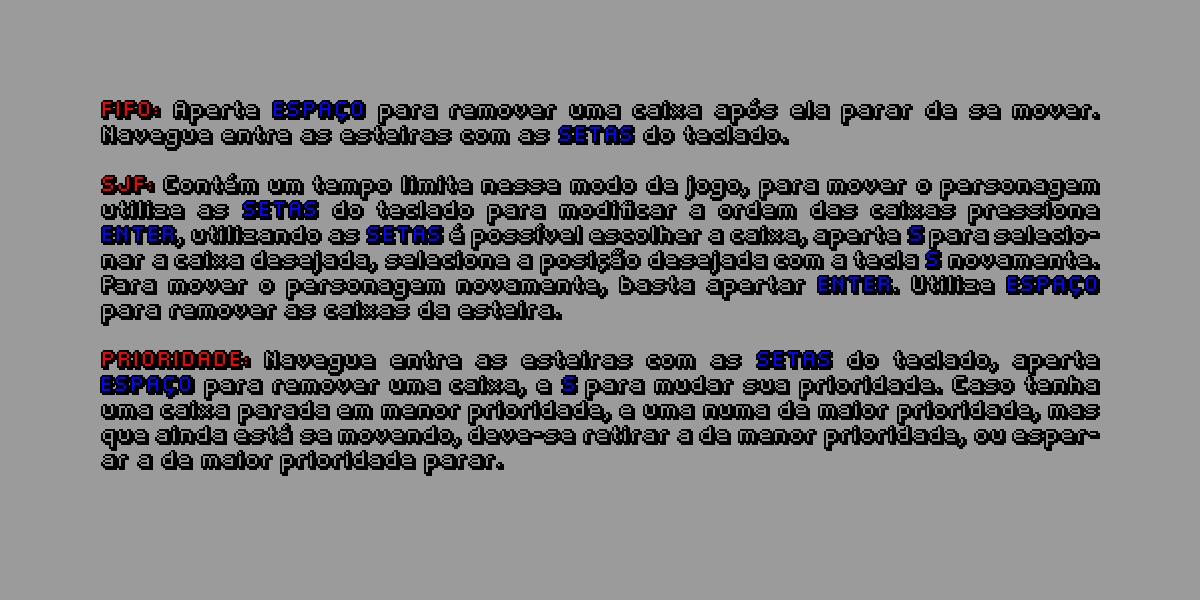 FIFO: Aperte ESPAÇO para remover uma caixa após ela parar de se mover.
Navegue entre as esteiras com as SETAS do teclado.
SJF: Contém um tempo limite nesse modo de jogo, para mover o personagem
utilize as SETAS do teclado para modificar a ordem das caixas pressione
ENTER, utilizando as SETAS é possível escolher a caixa, aperte S para selecio-
nar a caixa desejada, selecione a posição desejada com a tecla S novamente.
Para mover o personagem novamente, basta apertar ENTER. Utilize ESPAÇO
para remover as caixas da esteira.
PRIORIDADE: Navegue entre as esteiras com as SETAS do teclado, aperte
ESPAÇO para remover uma caixa, e S para mudar sua prioridade. Caso tenha
uma caixa parada em menor prioridade, e uma numa de maior prioridade, mas
que ainda está se movendo, deve-se retirar a de menor prioridade, ou esper-
ar a de maior prioridade parar.